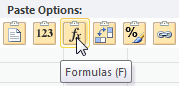 Paste Options:
123 fx %
Formulas (F)